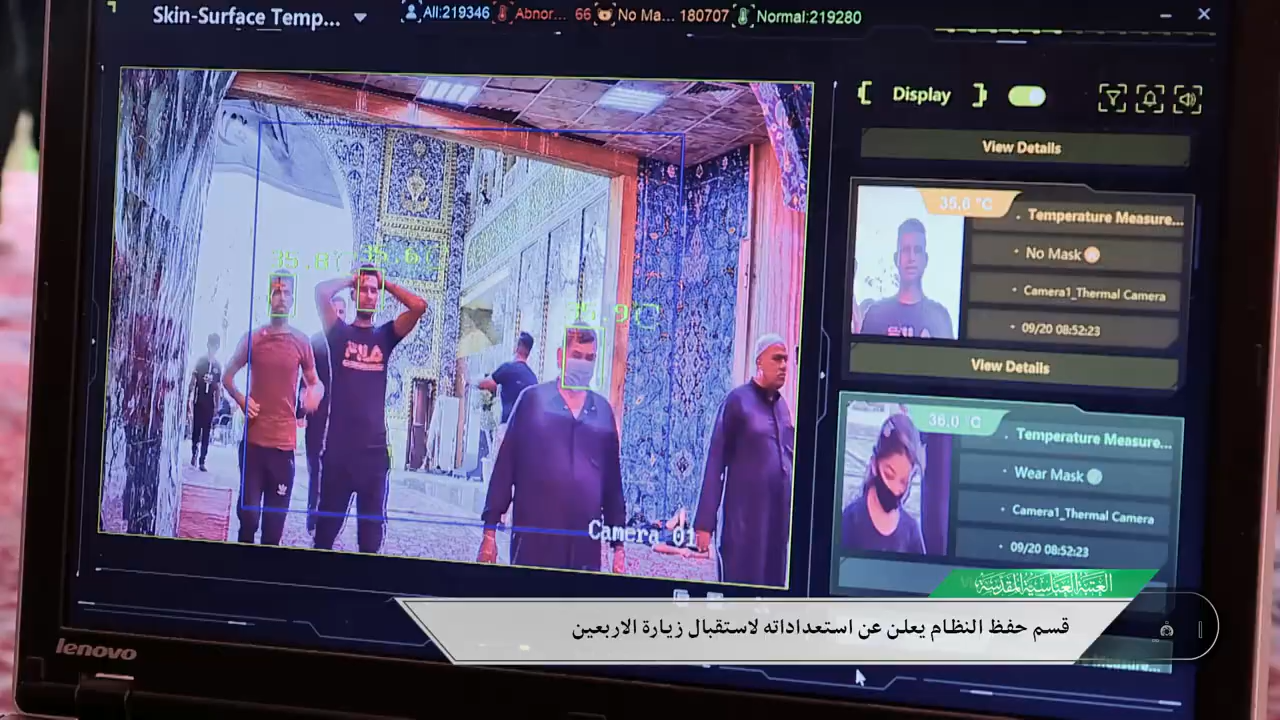 Skin-Surface Temp...
All:219346 Abnor... 66 No Ma... 180707 Normal:219280
Display
View Details
35.0 °C
Temperature Measure...
No Mask
Camera1_Thermal Camera
09/20 08:52:23
View Details
36.0 °C
Temperature Measure...
Wear Mask
Camera1_Thermal Camera
09/20 08:52:23
FILA
Camera 01
العتبة العباسية المقدسة
قسم حفظ النظام يعلن عن استعداداته لاستقبال زيارة الاربعين
lenovo